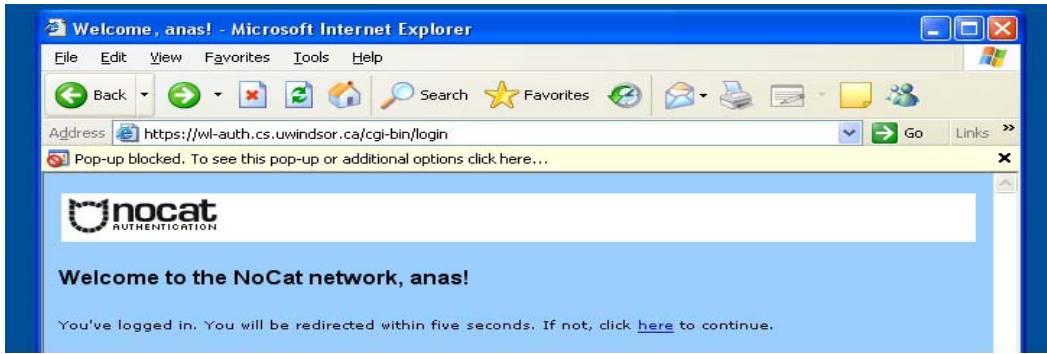 Welcome, anas! - Microsoft Internet Explorer
File Edit View Favorites Tools Help
Back Search Favorites
Address https://wl-auth.cs.uwindsor.ca/cgi-bin/login Go Links »
Pop-up blocked. To see this pop-up or additional options click here...
nocat
AUTHENTICATION
Welcome to the NoCat network, anas!
You've logged in. You will be redirected within five seconds. If not, click here to continue.